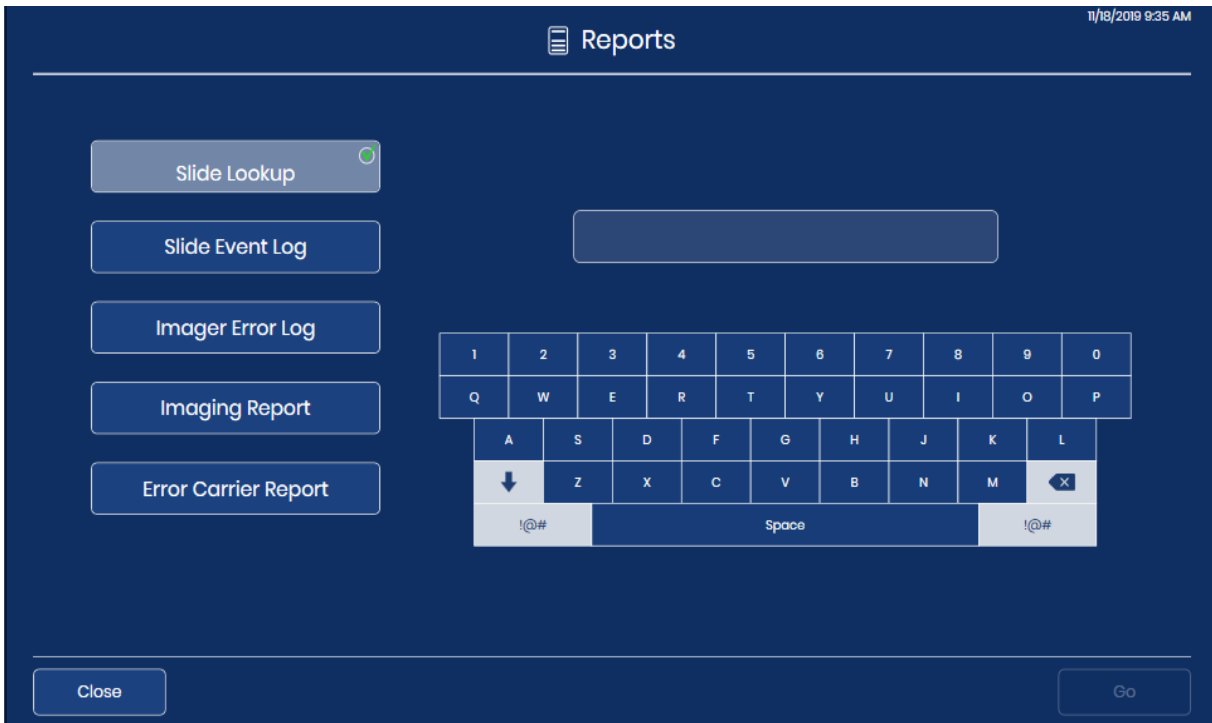 11/18/2019 9:35 AM
Reports
Slide Lookup
Slide Event Log
Imager Error Log
Imaging Report
Error Carrier Report
1 2 3 4 5 6 7 8 9 0
Q W E R T Y U I O P
A S D F G H J K L
Z X C V B N M
!@# Space !@#
Close
Go